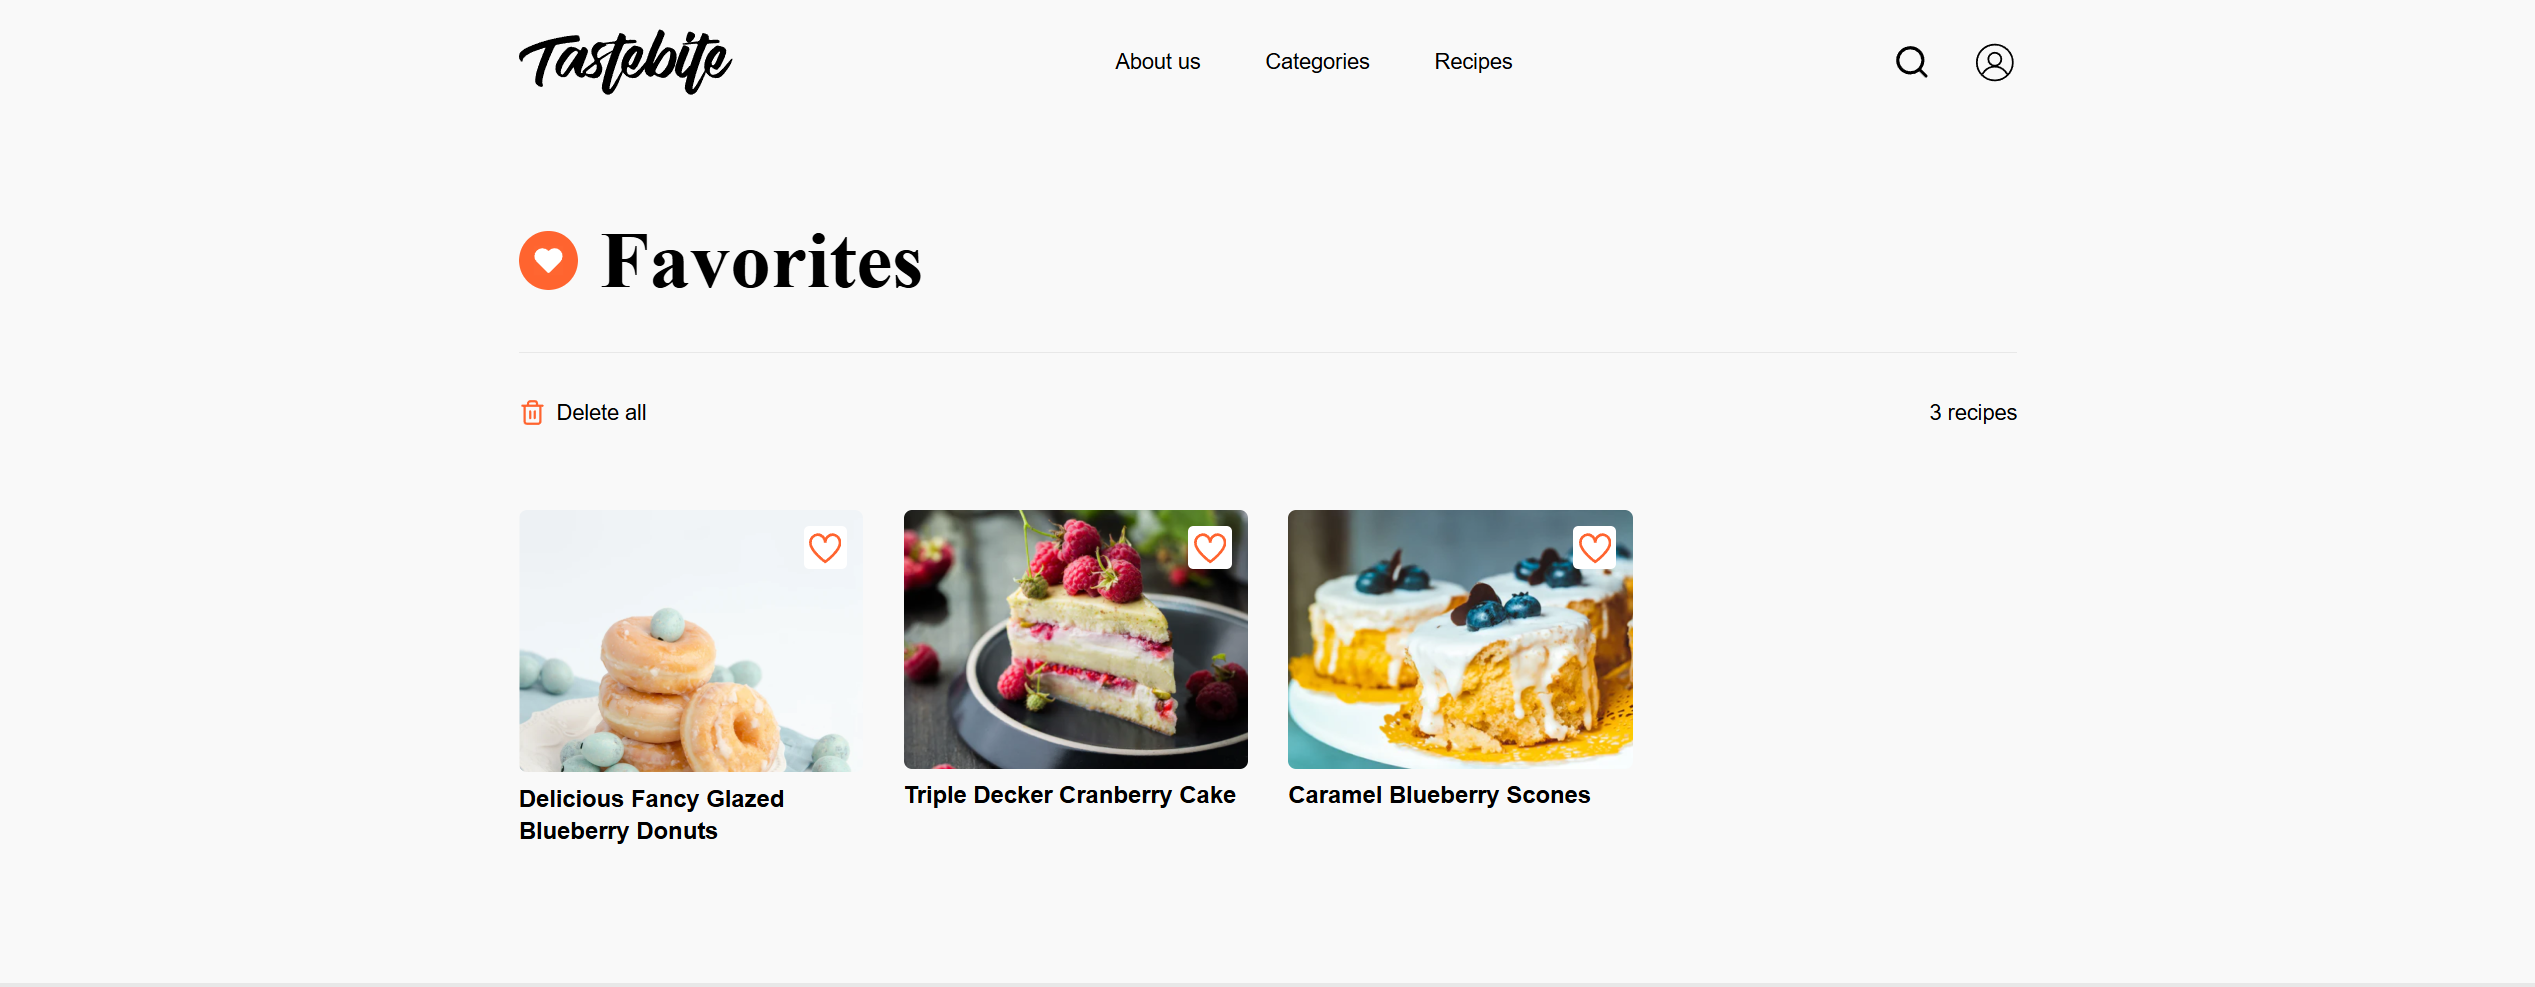 Tastebite
About us
Categories
Recipes
Favorites
Delete all
3 recipes
Delicious Fancy Glazed
Blueberry Donuts
Triple Decker Cranberry Cake
Caramel Blueberry Scones